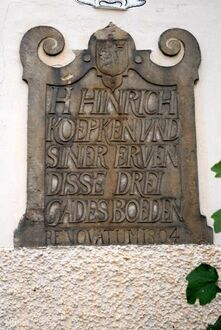 H HINRICH
KOEPKEN VND
SINER ERVEN
DISSE DREI
GADES BOEDEN
RENOVATUM 1804